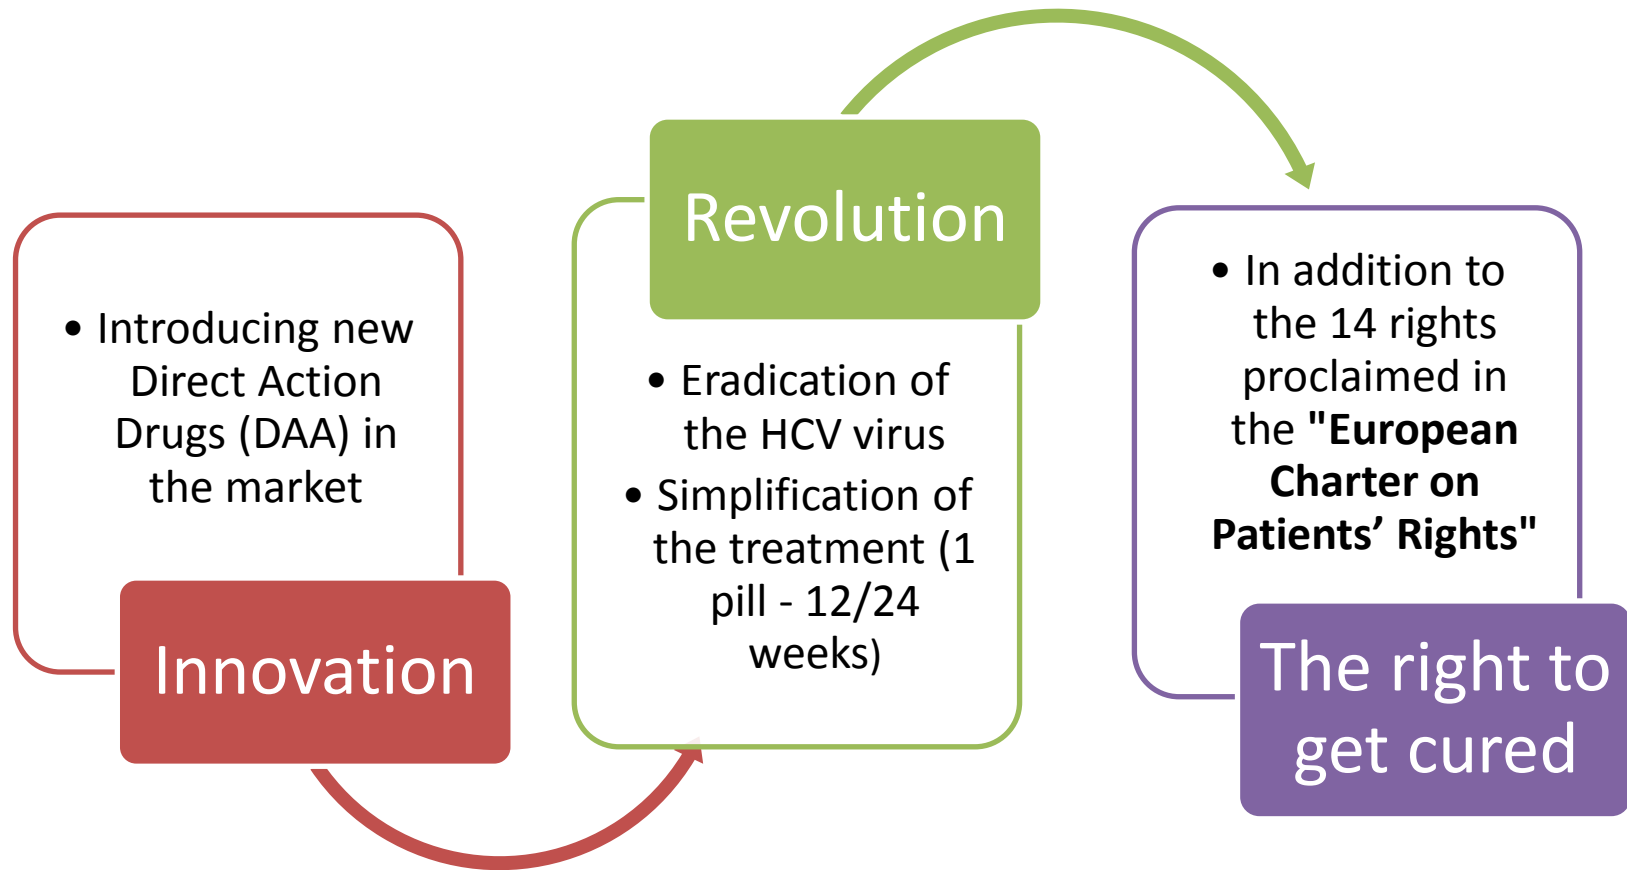 • Introducing new
Direct Action
Drugs (DAA) in
the market
Innovation
Revolution
• Eradication of
the HCV virus
• Simplification of
the treatment (1
pill - 12/24
weeks)
• In addition to
the 14 rights
proclaimed in
the "European
Charter on
Patients’ Rights"
The right to
get cured